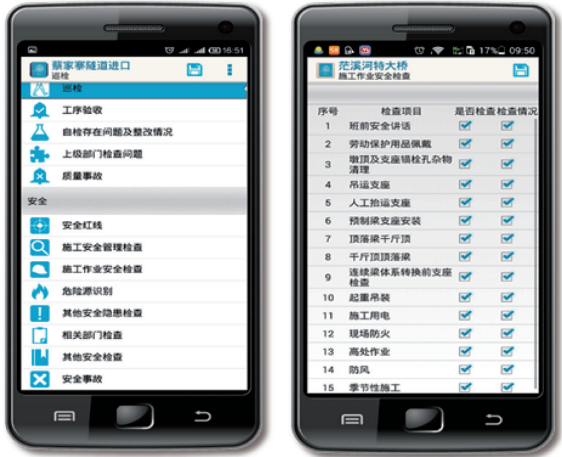 16:51
蔡家寨隧道进口
巡检
巡检
工序验收
自检存在问题及整改情况
上级部门检查问题
质量事故
安全
安全红线
施工安全管理检查
施工作业安全检查
危险源识别
其他安全隐患检查
相关部门检查
其他安全检查
安全事故
17% 09:50
茫溪河特大桥
施工作业安全检查
序号 检查项目 是否检查 检查情况
1 班前安全讲话
2 劳动保护用品佩戴
3 墩顶及支座锚栓孔杂物
清理
4 吊运支座
5 人工抬运支座
6 预制梁支座安装
7 顶落梁千斤顶
8 千斤顶顶落梁
9 连续梁体系转换前支座
检查
10 起重吊装
11 施工用电
12 现场防火
13 高处作业
14 防风
15 季节性施工